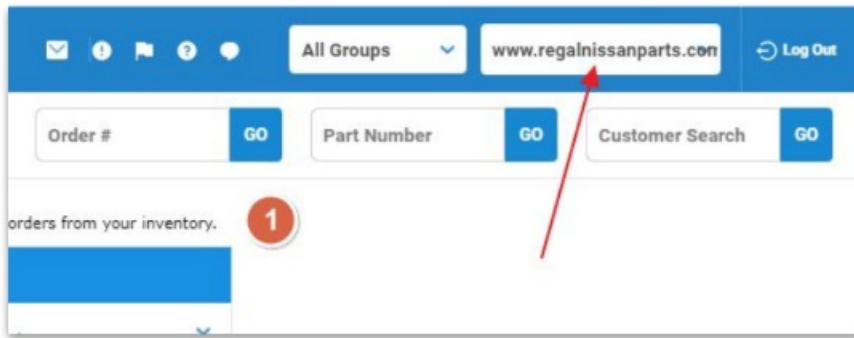 All Groups www.regalnissanparts.com Log Out
Order # GO Part Number GO Customer Search GO
orders from your inventory. 1